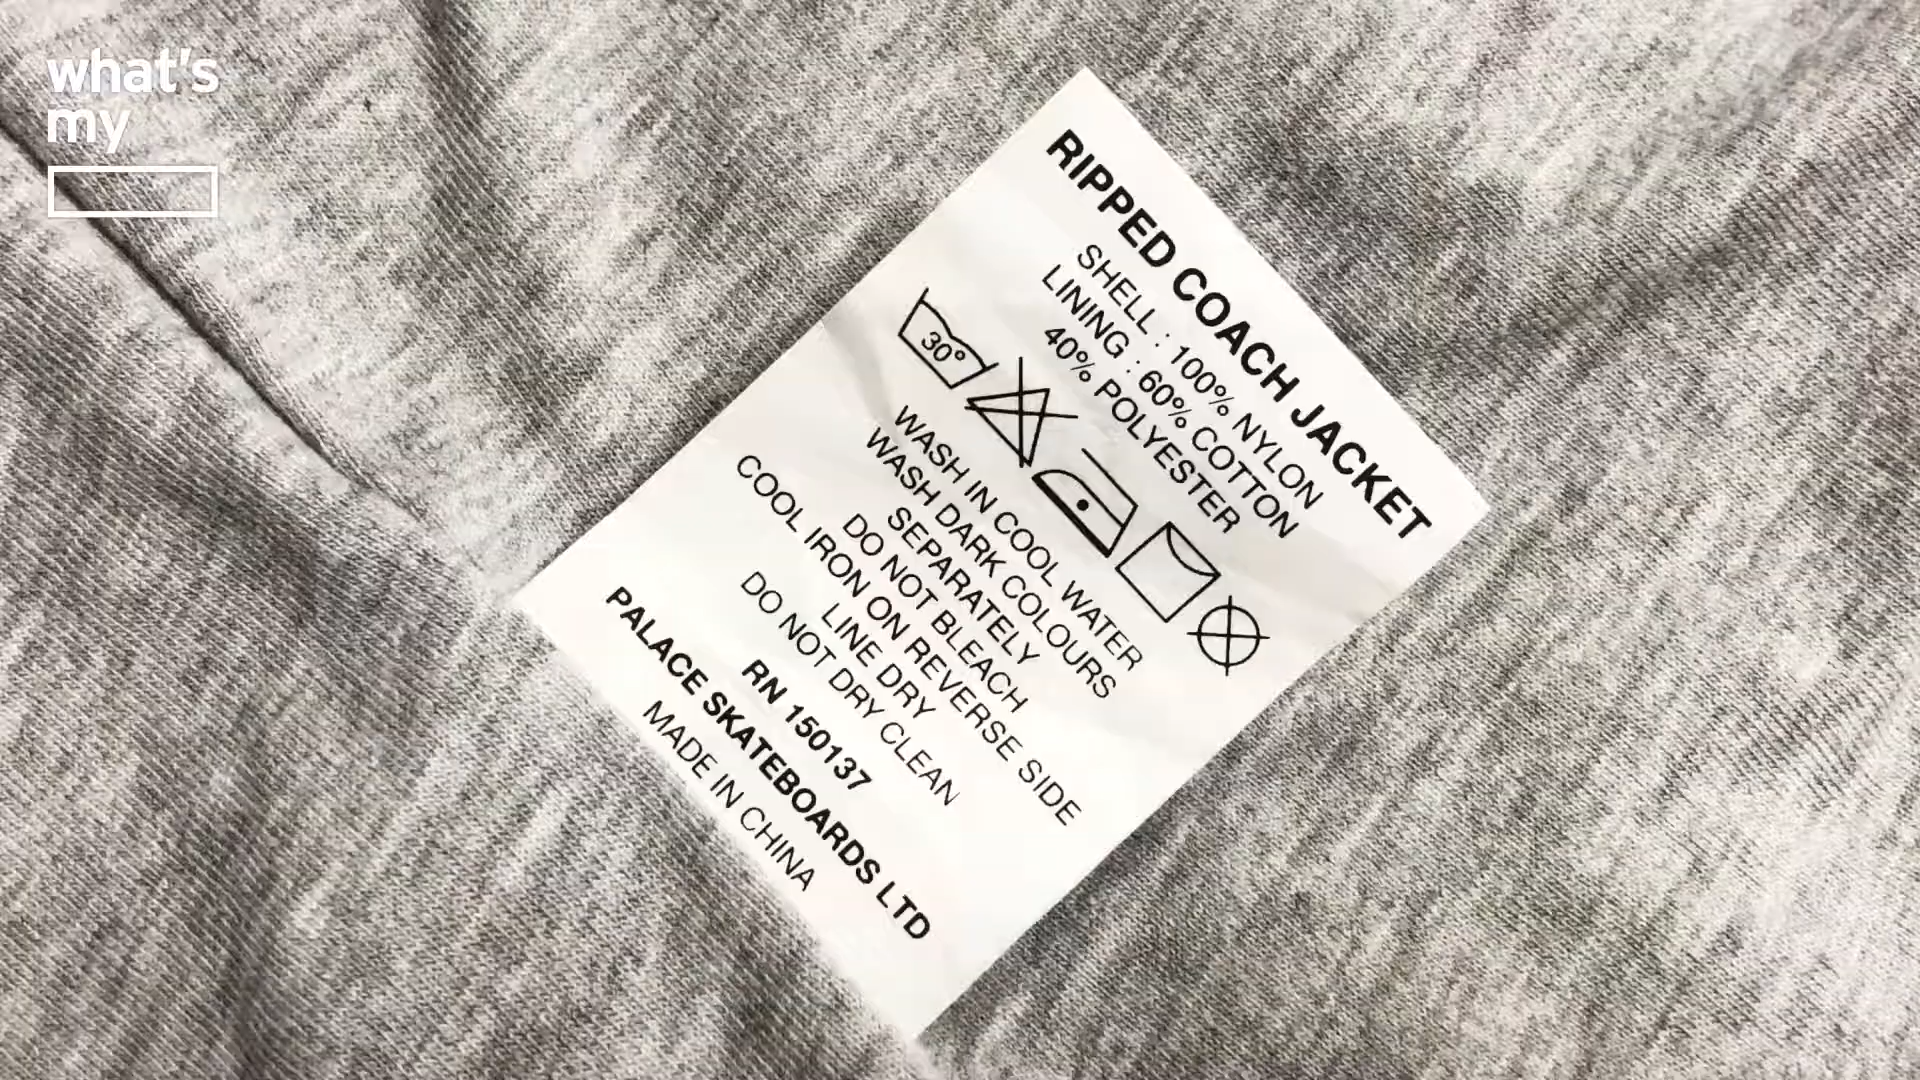 what's
my
RIPPED COACH JACKET
SHELL : 100% NYLON
LINING : 60% COTTON
40% POLYESTER
30°
WASH IN COOL WATER
WASH DARK COLOURS
SEPARATELY
DO NOT BLEACH
COOL IRON ON REVERSE SIDE
LINE DRY
DO NOT DRY CLEAN
RN 150137
PALACE SKATEBOARDS LTD
MADE IN CHINA